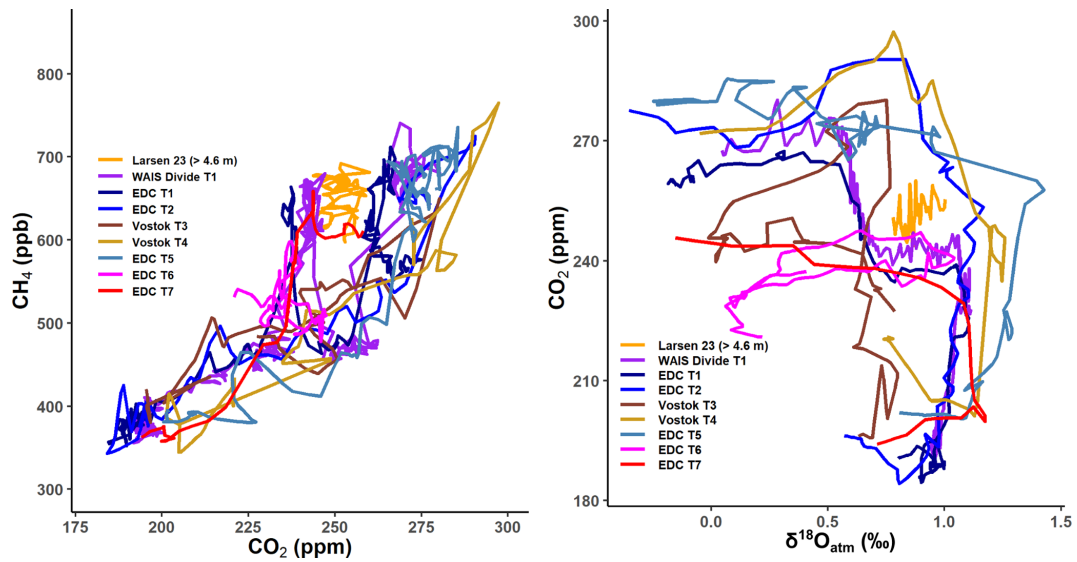 CH₄ (ppb)
800
700
600
500
400
300
Larsen 23 (> 4.6 m)
WAIS Divide T1
EDC T1
EDC T2
Vostok T3
Vostok T4
EDC T5
EDC T6
EDC T7
175 200 225 250 275 300
CO₂ (ppm)
CO₂ (ppm)
300
270
240
210
180
Larsen 23 (> 4.6 m)
WAIS Divide T1
EDC T1
EDC T2
Vostok T3
Vostok T4
EDC T5
EDC T6
EDC T7
0.0 0.5 1.0 1.5
δ¹⁸Oₐₜₘ (‰)